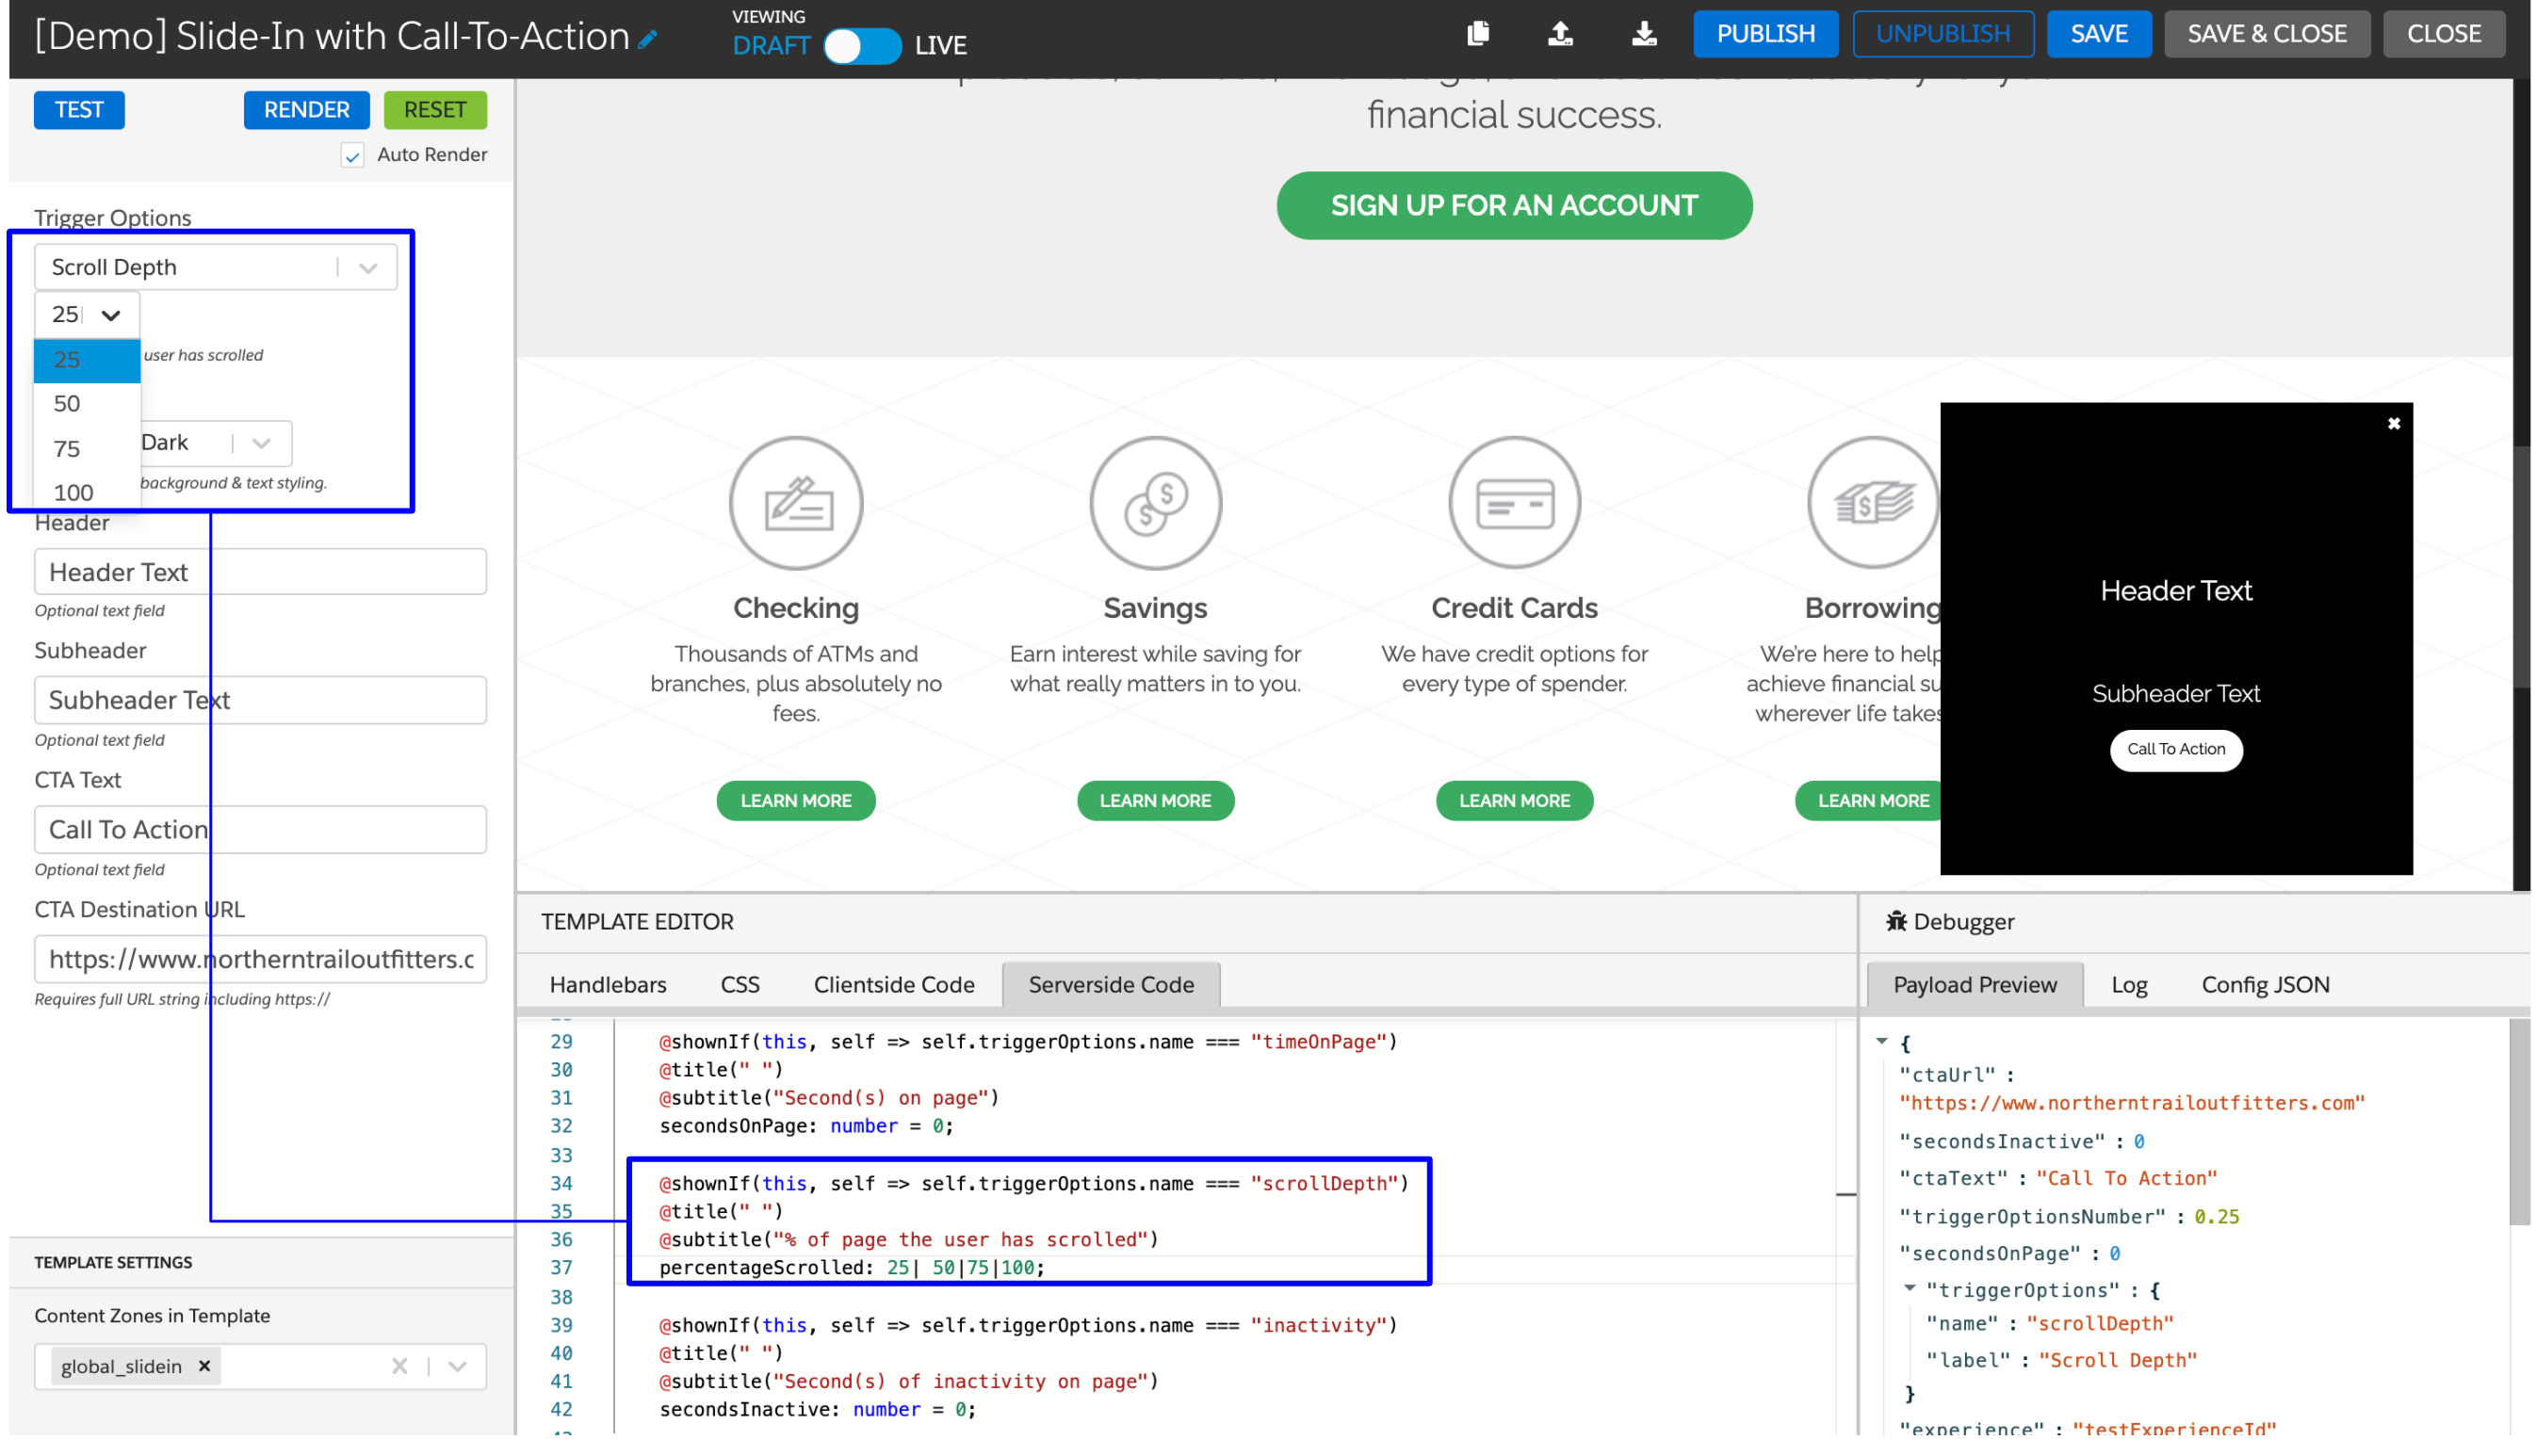 [Demo] Slide-In with Call-To-Action
VIEWING
DRAFT LIVE
PUBLISH
UNPUBLISH
SAVE
SAVE & CLOSE
CLOSE
TEST
RENDER
RESET
Auto Render
Trigger Options
Scroll Depth
25
25
user has scrolled
50
75
Dark
100
background & text styling.
Header
Header Text
Optional text field
Subheader
Subheader Text
Optional text field
CTA Text
Call To Action
Optional text field
CTA Destination URL
https://www.northerntrailoutfitters.c
Requires full URL string including https://
TEMPLATE SETTINGS
Content Zones in Template
global_slidein
financial success.
SIGN UP FOR AN ACCOUNT
Checking
Thousands of ATMs and
branches, plus absolutely no
fees.
LEARN MORE
Savings
Earn interest while saving for
what really matters in to you.
LEARN MORE
Credit Cards
We have credit options for
every type of spender.
LEARN MORE
Borrowing
We're here to help
achieve financial su
wherever life takes
LEARN MORE
Header Text
Subheader Text
Call To Action
TEMPLATE EDITOR
Handlebars
CSS
Clientside Code
Serverside Code
29 @shownIf(this, self => self.triggerOptions.name === "timeOnPage")
30 @title(" ")
31 @subtitle("Second(s) on page")
32 secondsOnPage: number = 0;
33
34 @shownIf(this, self => self.triggerOptions.name === "scrollDepth")
35 @title(" ")
36 @subtitle("% of page the user has scrolled")
37 percentageScrolled: 25| 50|75|100;
38
39 @shownIf(this, self => self.triggerOptions.name === "inactivity")
40 @title(" ")
41 @subtitle("Second(s) of inactivity on page")
42 secondsInactive: number = 0;
Debugger
Payload Preview
Log
Config JSON
{
"ctaUrl" :
"https://www.northerntrailoutfitters.com"
"secondsInactive" : 0
"ctaText" : "Call To Action"
"triggerOptionsNumber" : 0.25
"secondsOnPage" : 0
"triggerOptions" : {
"name" : "scrollDepth"
"label" : "Scroll Depth"
}
"experience" : "testExperienceId"